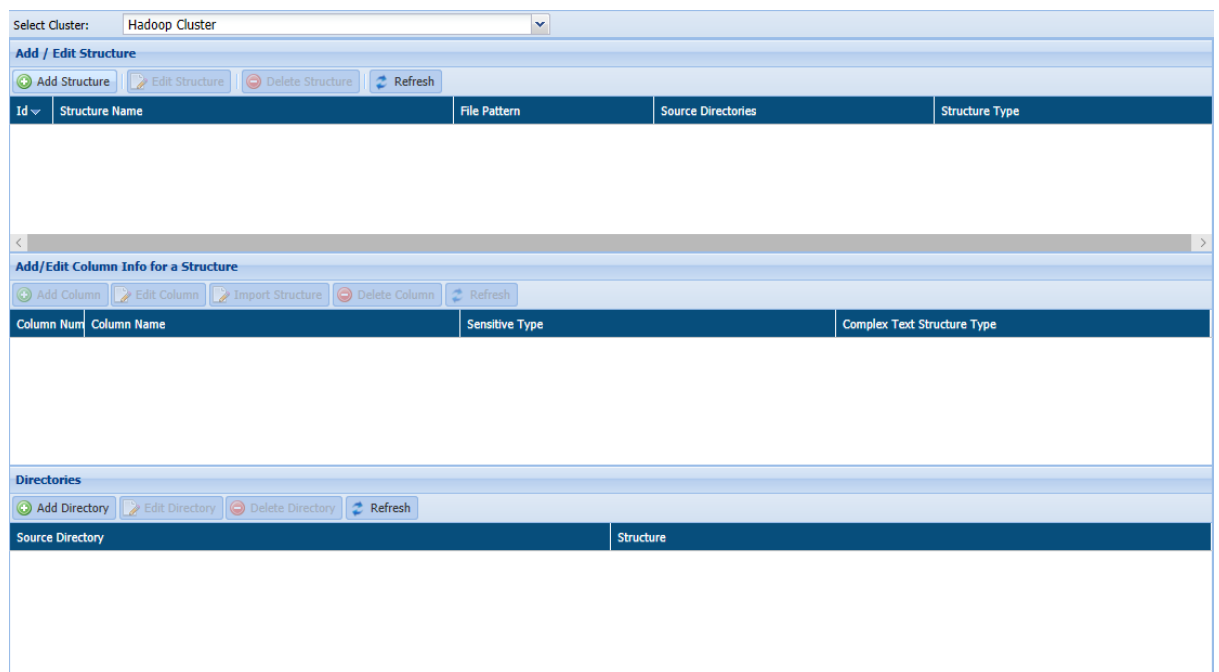 Select Cluster: Hadoop Cluster
Add / Edit Structure
Add Structure Edit Structure Delete Structure Refresh
Id Structure Name File Pattern Source Directories Structure Type
Add/Edit Column Info for a Structure
Add Column Edit Column Import Structure Delete Column Refresh
Column Num Column Name Sensitive Type Complex Text Structure Type
Directories
Add Directory Edit Directory Delete Directory Refresh
Source Directory Structure